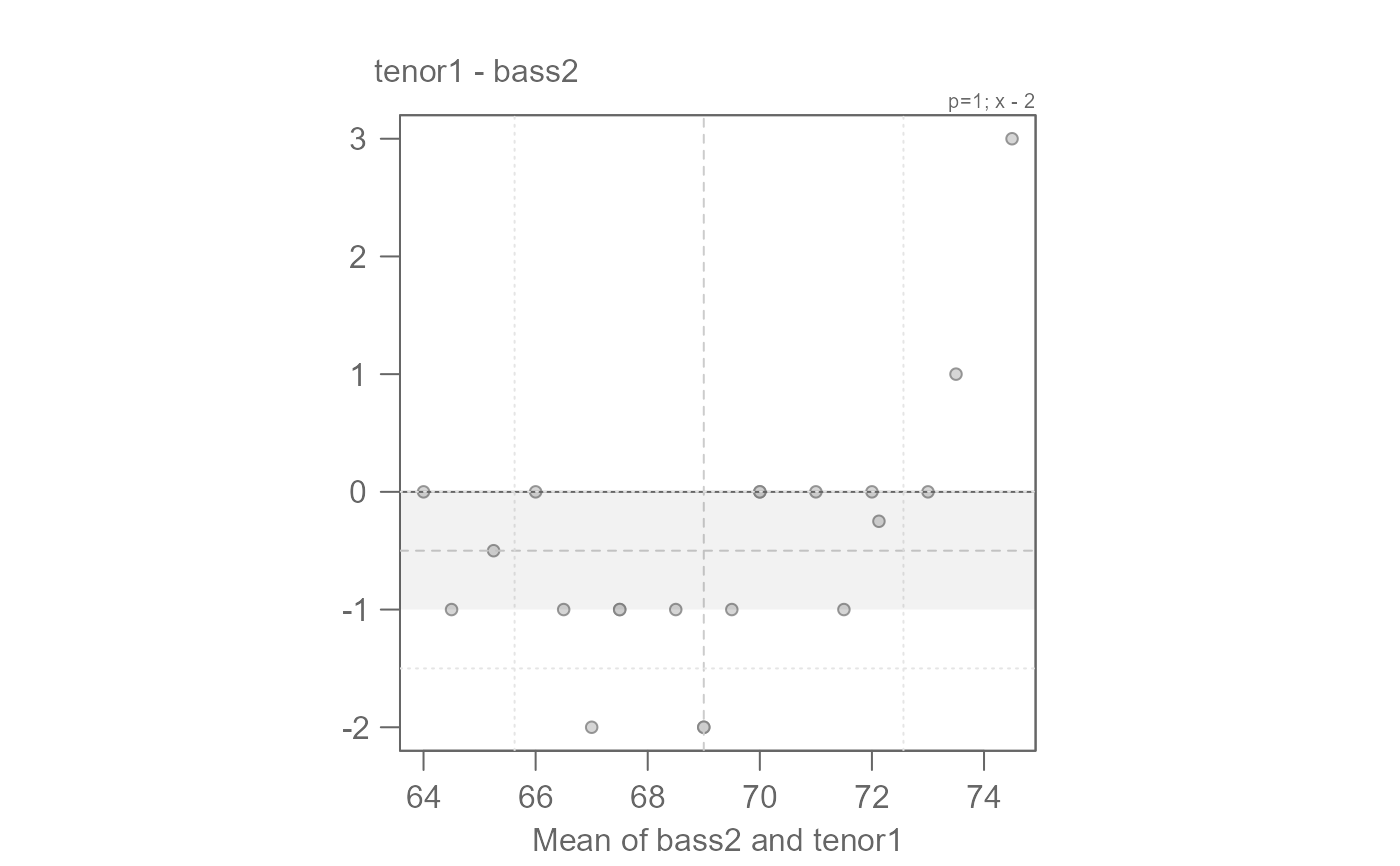 tenor1 - bass2
p=1; x - 2
3
2
1
0
-1
-2
64 66 68 70 72 74
Mean of bass2 and tenor1